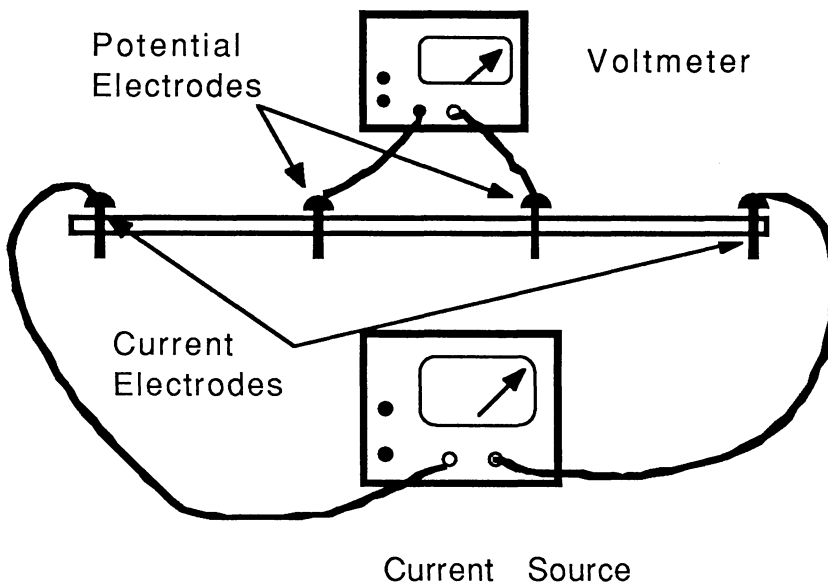 Potential
Electrodes
Voltmeter
Current
Electrodes
Current Source